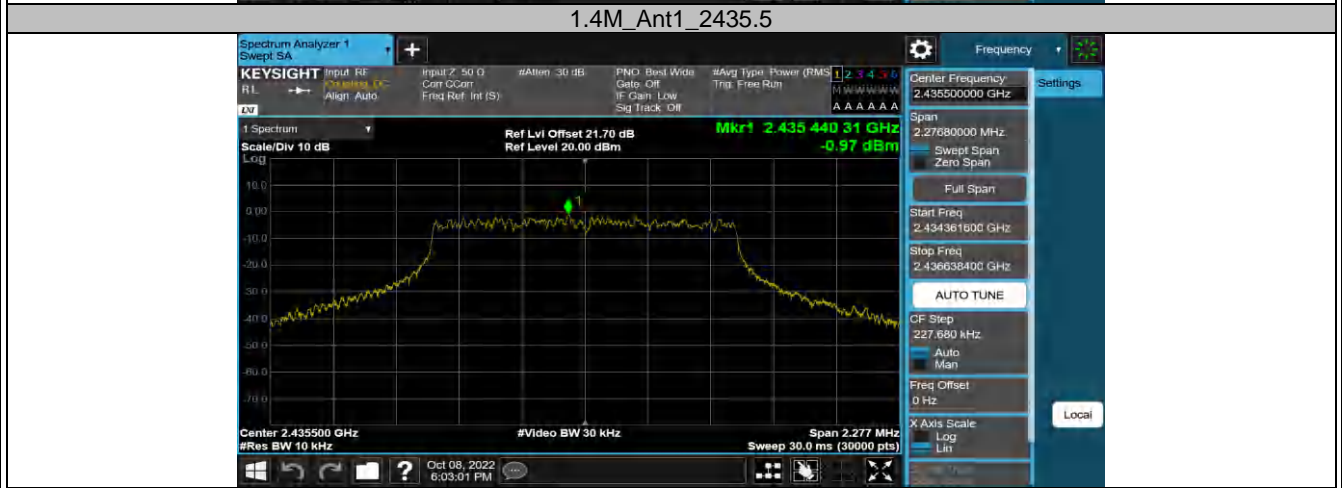 1.4M_Ant1_2435.5
Spectrum Analyzer 1
Swept SA
+
Frequency
KEYSIGHT
RL
Input RF
Coupling DC
Align Auto
Input Z 50 Ω
Corr CCorr
Freq Ref Int (S)
#Atten 30 dB
PNO Best Wide
Gate Off
IF Gain Low
Sig Track Off
#Avg Type Power (RMS
Trig Free Run
1 2 3 4 5 6
M W W W W W
A A A A A A
LXI
Center Frequency
2.435500000 GHz
Settings
Span
2.27680000 MHz
Swept Span
Zero Span
Full Span
Start Freq
2.434361600 GHz
Stop Freq
2.436638400 GHz
AUTO TUNE
CF Step
227.680 kHz
Auto
Man
Freq Offset
0 Hz
X Axis Scale
Log
Lin
Local
1 Spectrum
Scale/Div 10 dB
Log
Ref Lvl Offset 21.70 dB
Ref Level 20.00 dBm
Mkr1 2.435 440 31 GHz
-0.97 dBm
1
10.0
0.00
-10.0
-20.0
-30.0
-40.0
-50.0
-60.0
-70.0
Center 2.435500 GHz
#Res BW 10 kHz
#Video BW 30 kHz
Span 2.277 MHz
Sweep 30.0 ms (30000 pts)
?
Oct 08, 2022
6:03:01 PM